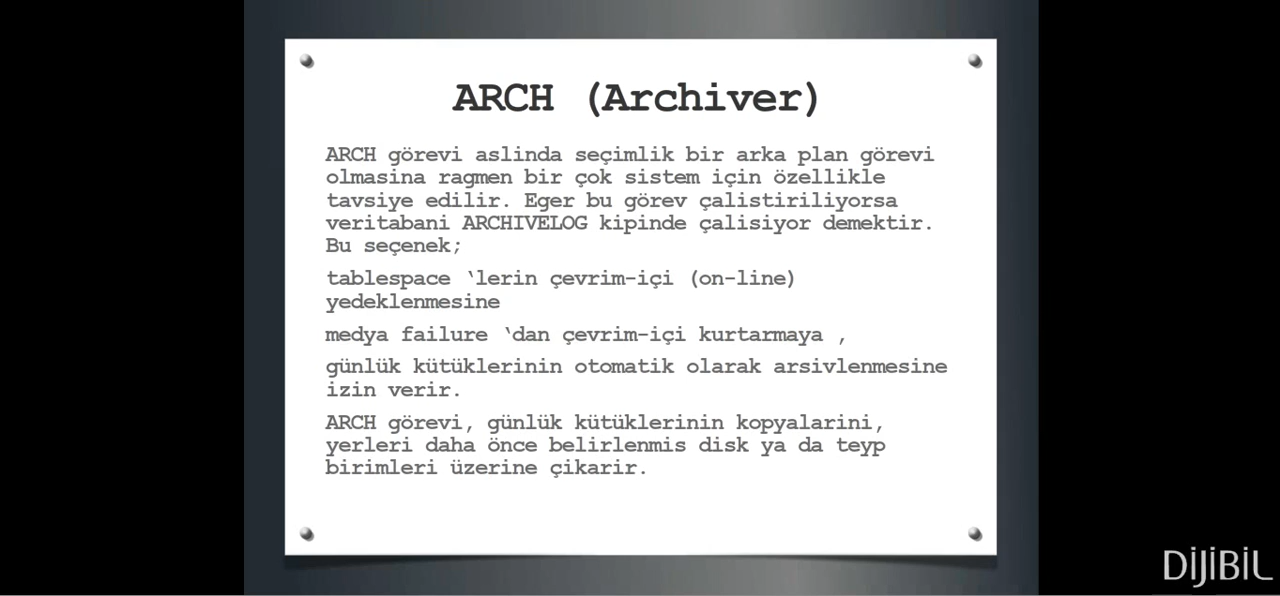 ARCH (Archiver)
ARCH görevi aslinda seçimlik bir arka plan görevi
olmasina ragmen bir çok sistem için özellikle
tavsiye edilir. Eger bu görev çalistiriliyorsa
veritabani ARCHIVELOG kipinde çalisiyor demektir.
Bu seçenek;
tablespace ‘lerin çevrim-içi (on-line)
yedeklenmesine
medya failure ‘dan çevrim-içi kurtarmaya ,
günlük kütüklerinin otomatik olarak arsivlenmesine
izin verir.
ARCH görevi, günlük kütüklerinin kopyalarini,
yerleri daha önce belirlenmis disk ya da teyp
birimleri üzerine çikarir.
DİJİBİL